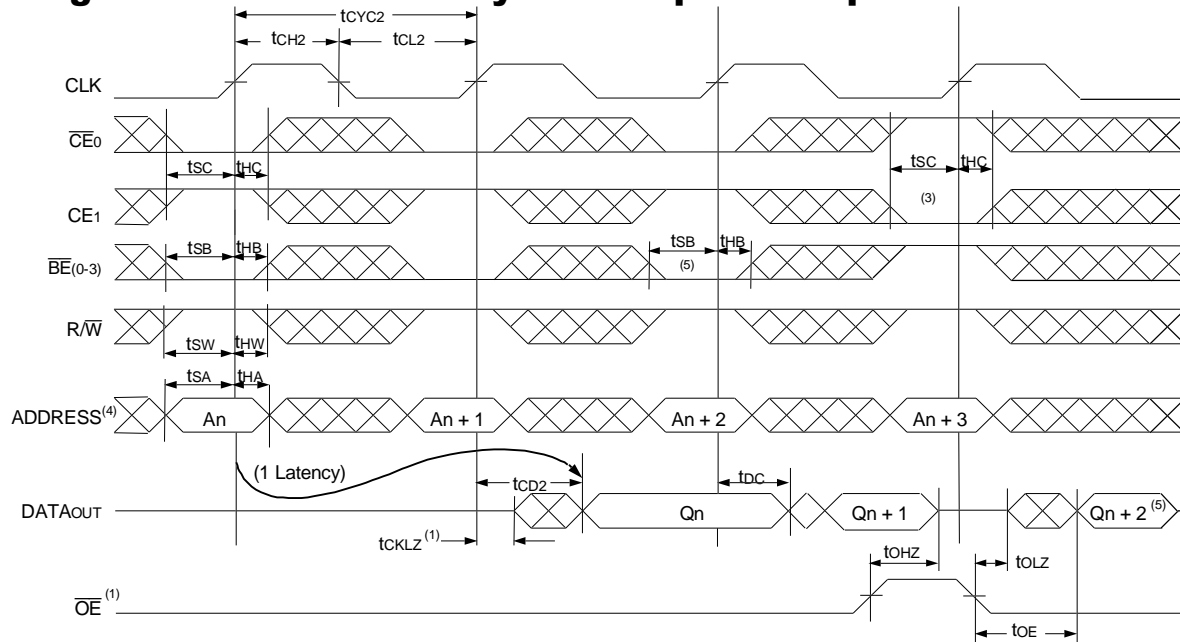 tCYC2
tCH2 tCL2
CLK
CE0
tSC tHC tSC tHC
CE1 (3)
tSB tHB tSB tHB
BE(0-3) (5)
R/W
tSW tHW
tSA tHA
ADDRESS(4) An An + 1 An + 2 An + 3
(1 Latency) tCD2 tDC
DATAOUT Qn Qn + 1 Qn + 2 (5)
tCKLZ(1)
tOHZ tOLZ
OE (1)
tOE